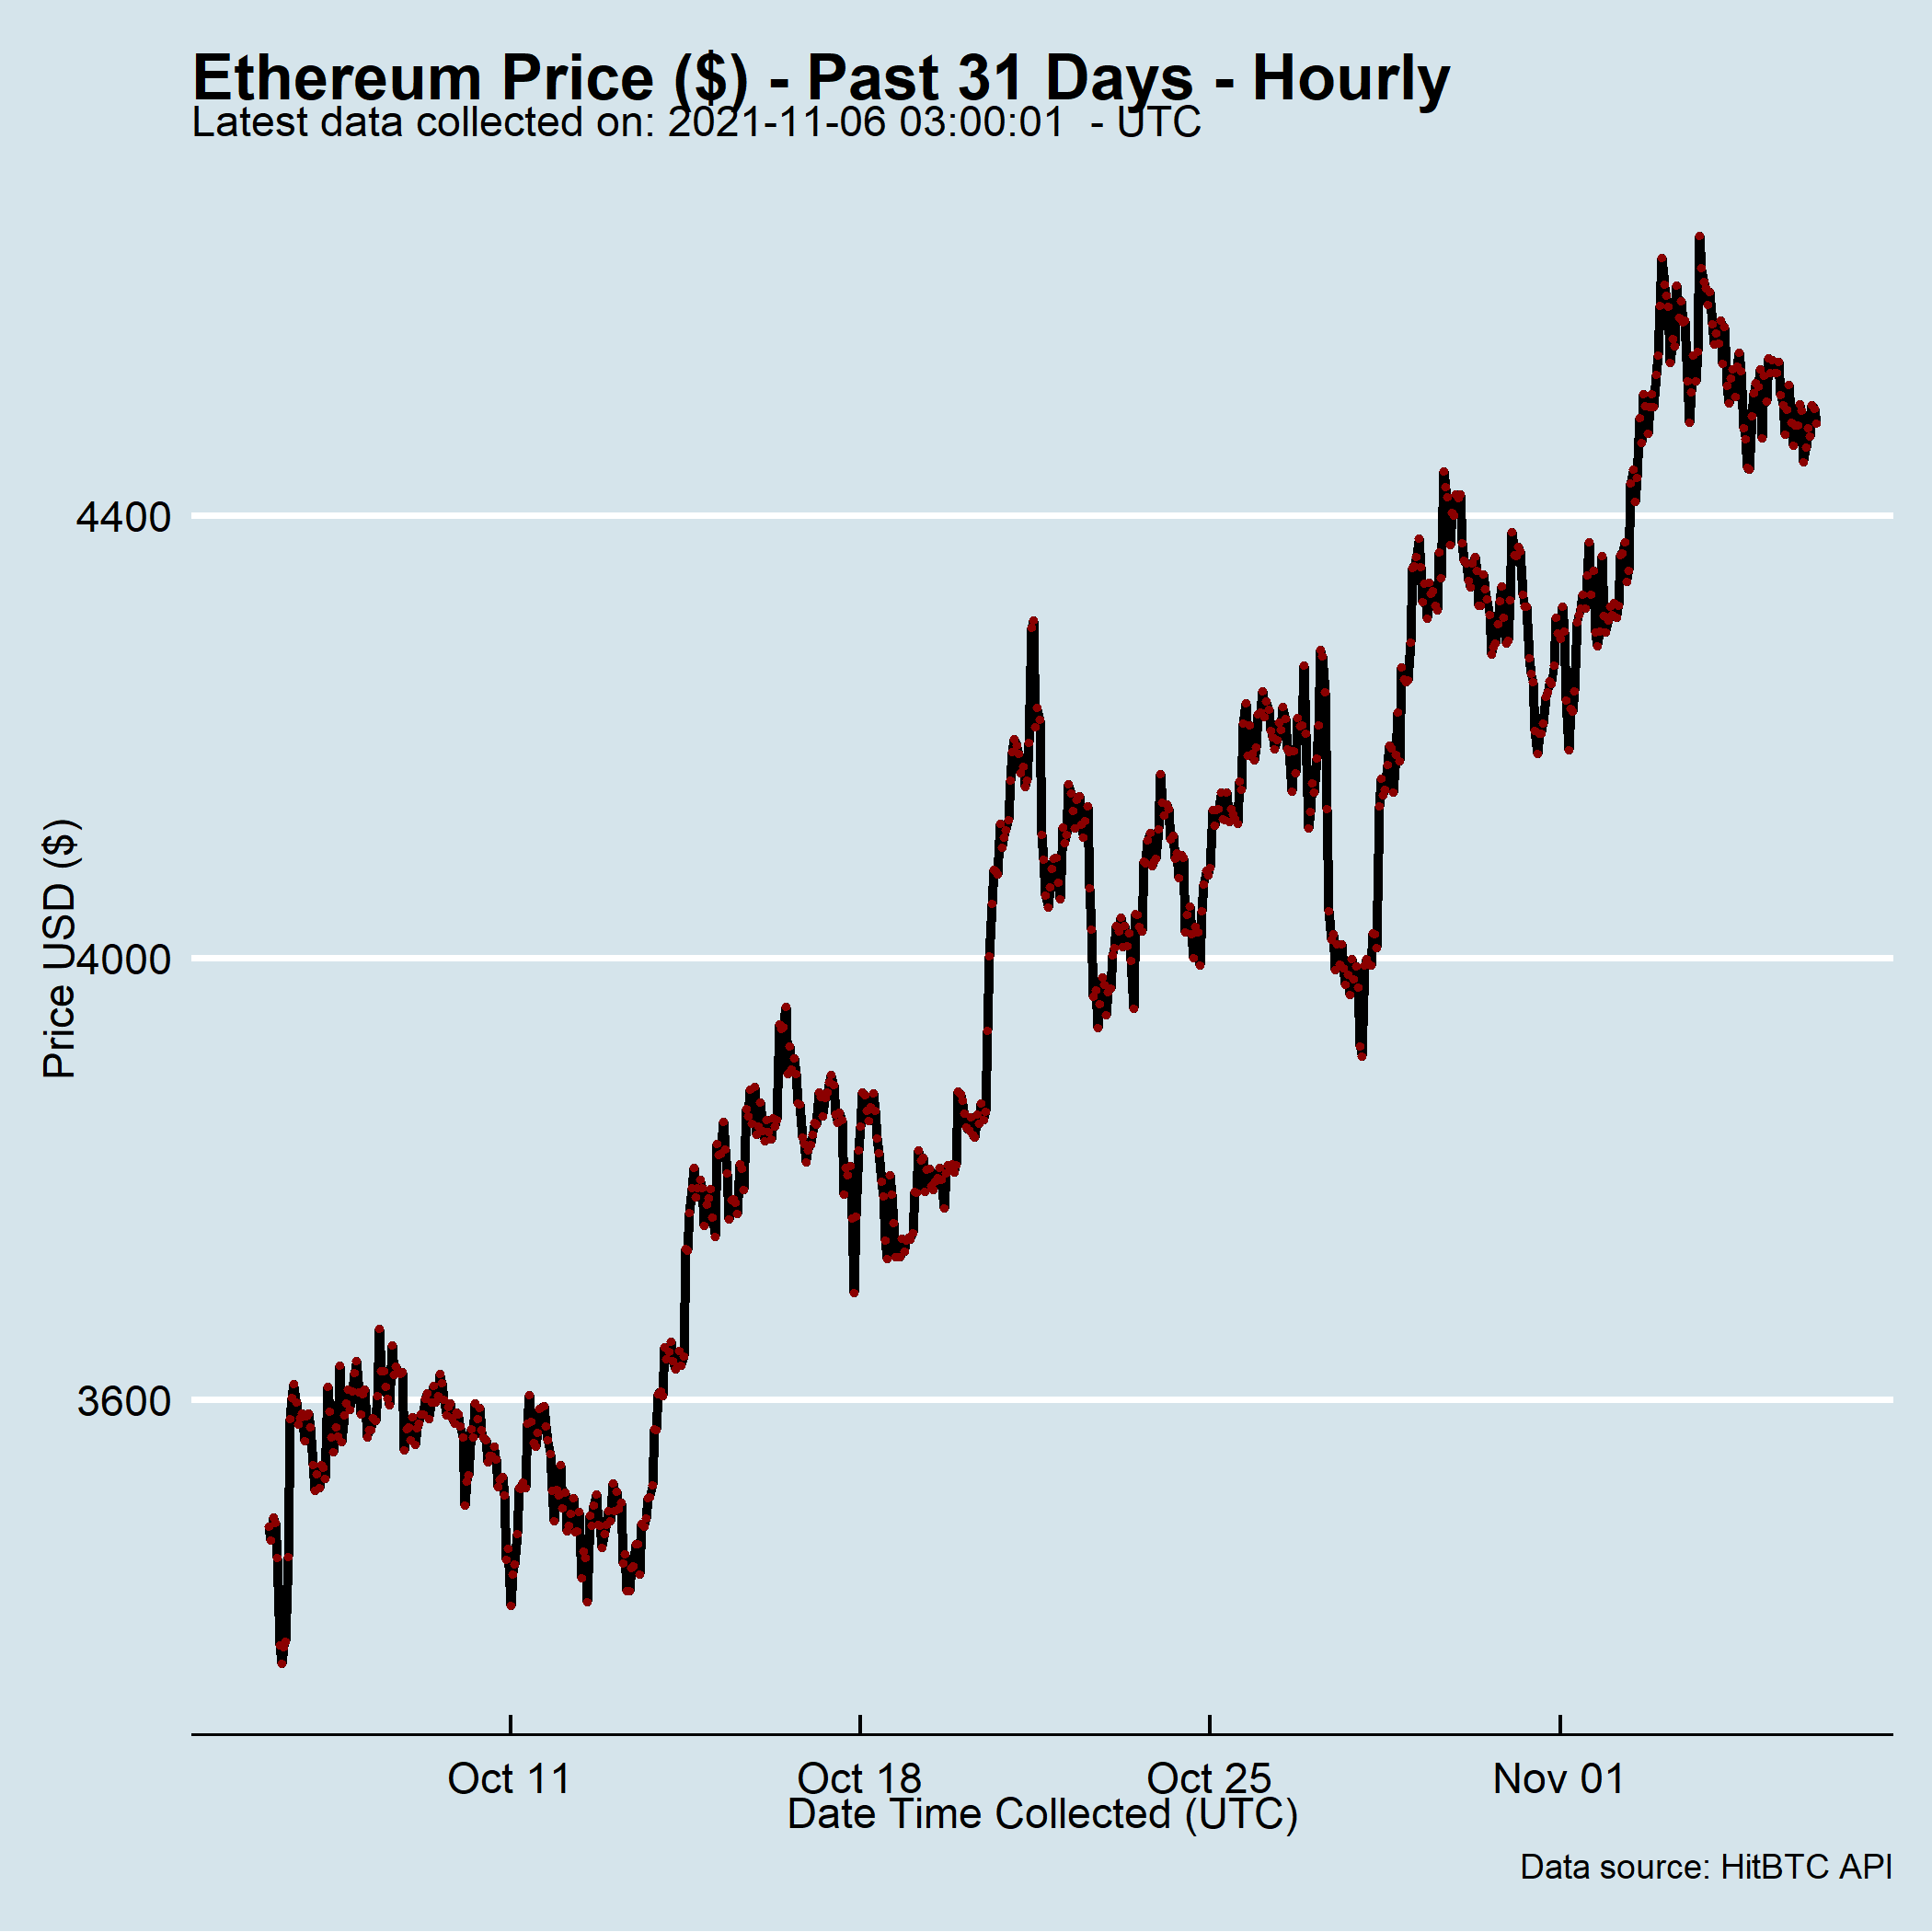 Ethereum Price ($) - Past 31 Days - Hourly
Latest data collected on: 2021-11-06 03:00:01  - UTC
Price USD ($)
4400
4000
3600
Oct 11
Oct 18
Oct 25
Nov 01
Date Time Collected (UTC)
Data source: HitBTC API